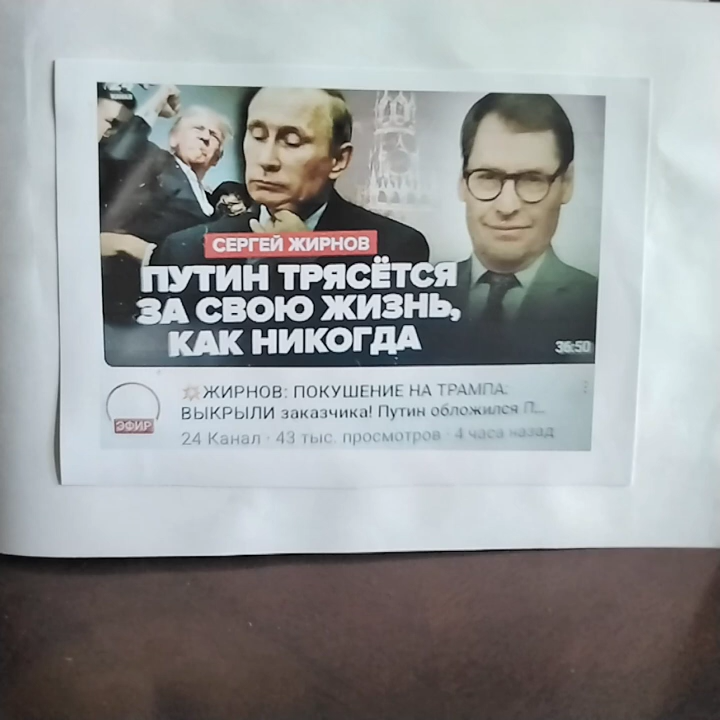 СЕРГЕЙ ЖИРНОВ
ПУТИН ТРЯСЁТСЯ
ЗА СВОЮ ЖИЗНЬ,
КАК НИКОГДА
36:50
💥ЖИРНОВ: ПОКУШЕНИЕ НА ТРАМПА:
ВЫКРЫЛИ заказчика! Путин обложился П...
ЭФИР
24 Канал · 43 тыс. просмотров · 4 часа назад